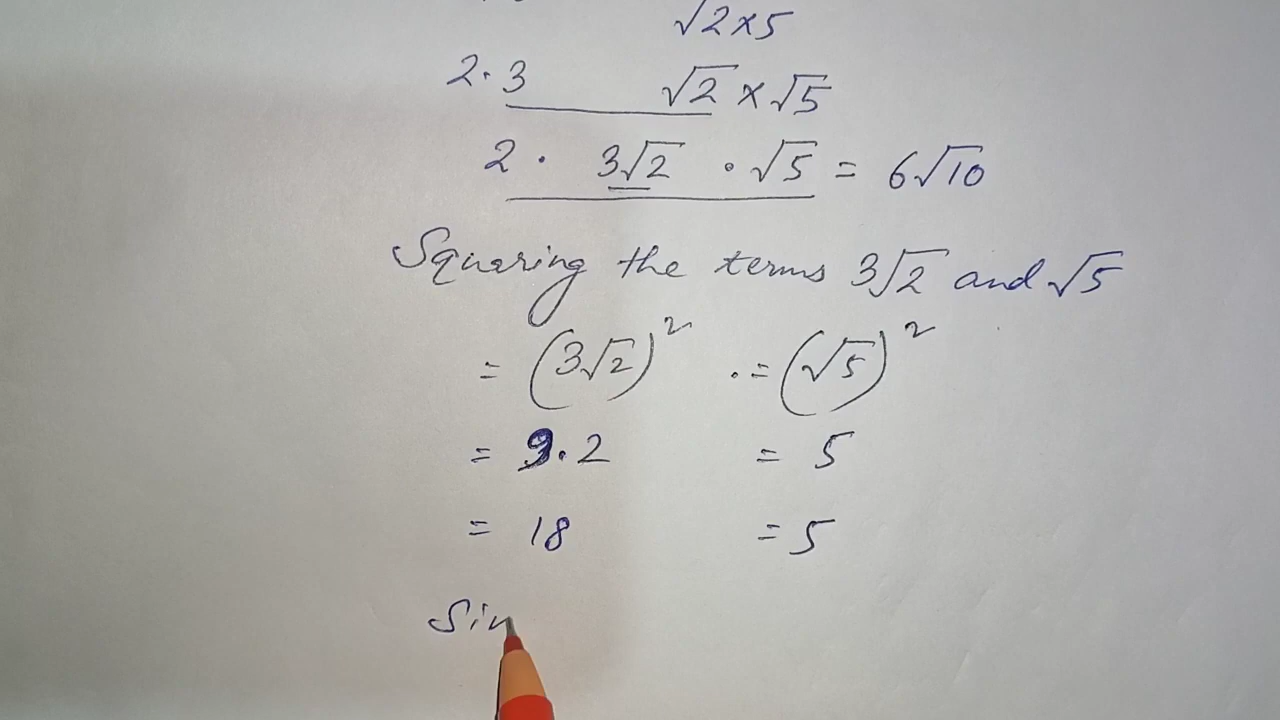 √2×5
2·3 √2 × √5
2 · 3√2 · √5 = 6√10
Squaring the terms 3√2 and √5
= (3√2)² ·= (√5)²
= 9·2 = 5
= 18 = 5
Sin